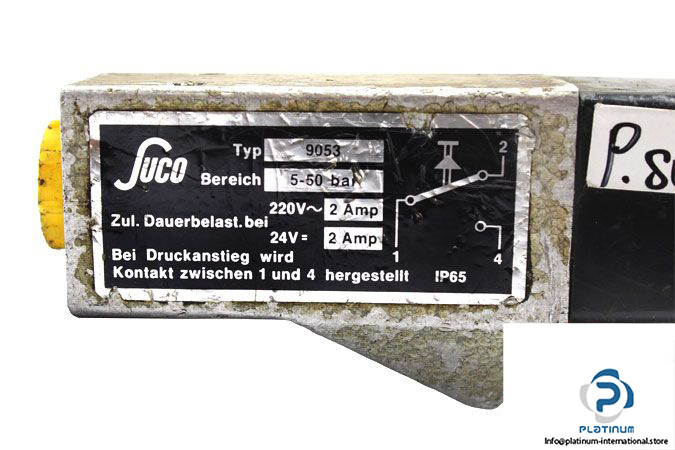 SUCO
Typ 9053
Bereich 5-50 bar
Zul. Dauerbelast. bei 220V~ 2 Amp
24V= 2 Amp
Bei Druckanstieg wird
Kontakt zwischen 1 und 4 hergestellt IP65
2
1 4
P.
P
PLATINUM
Info@platinum-international.store